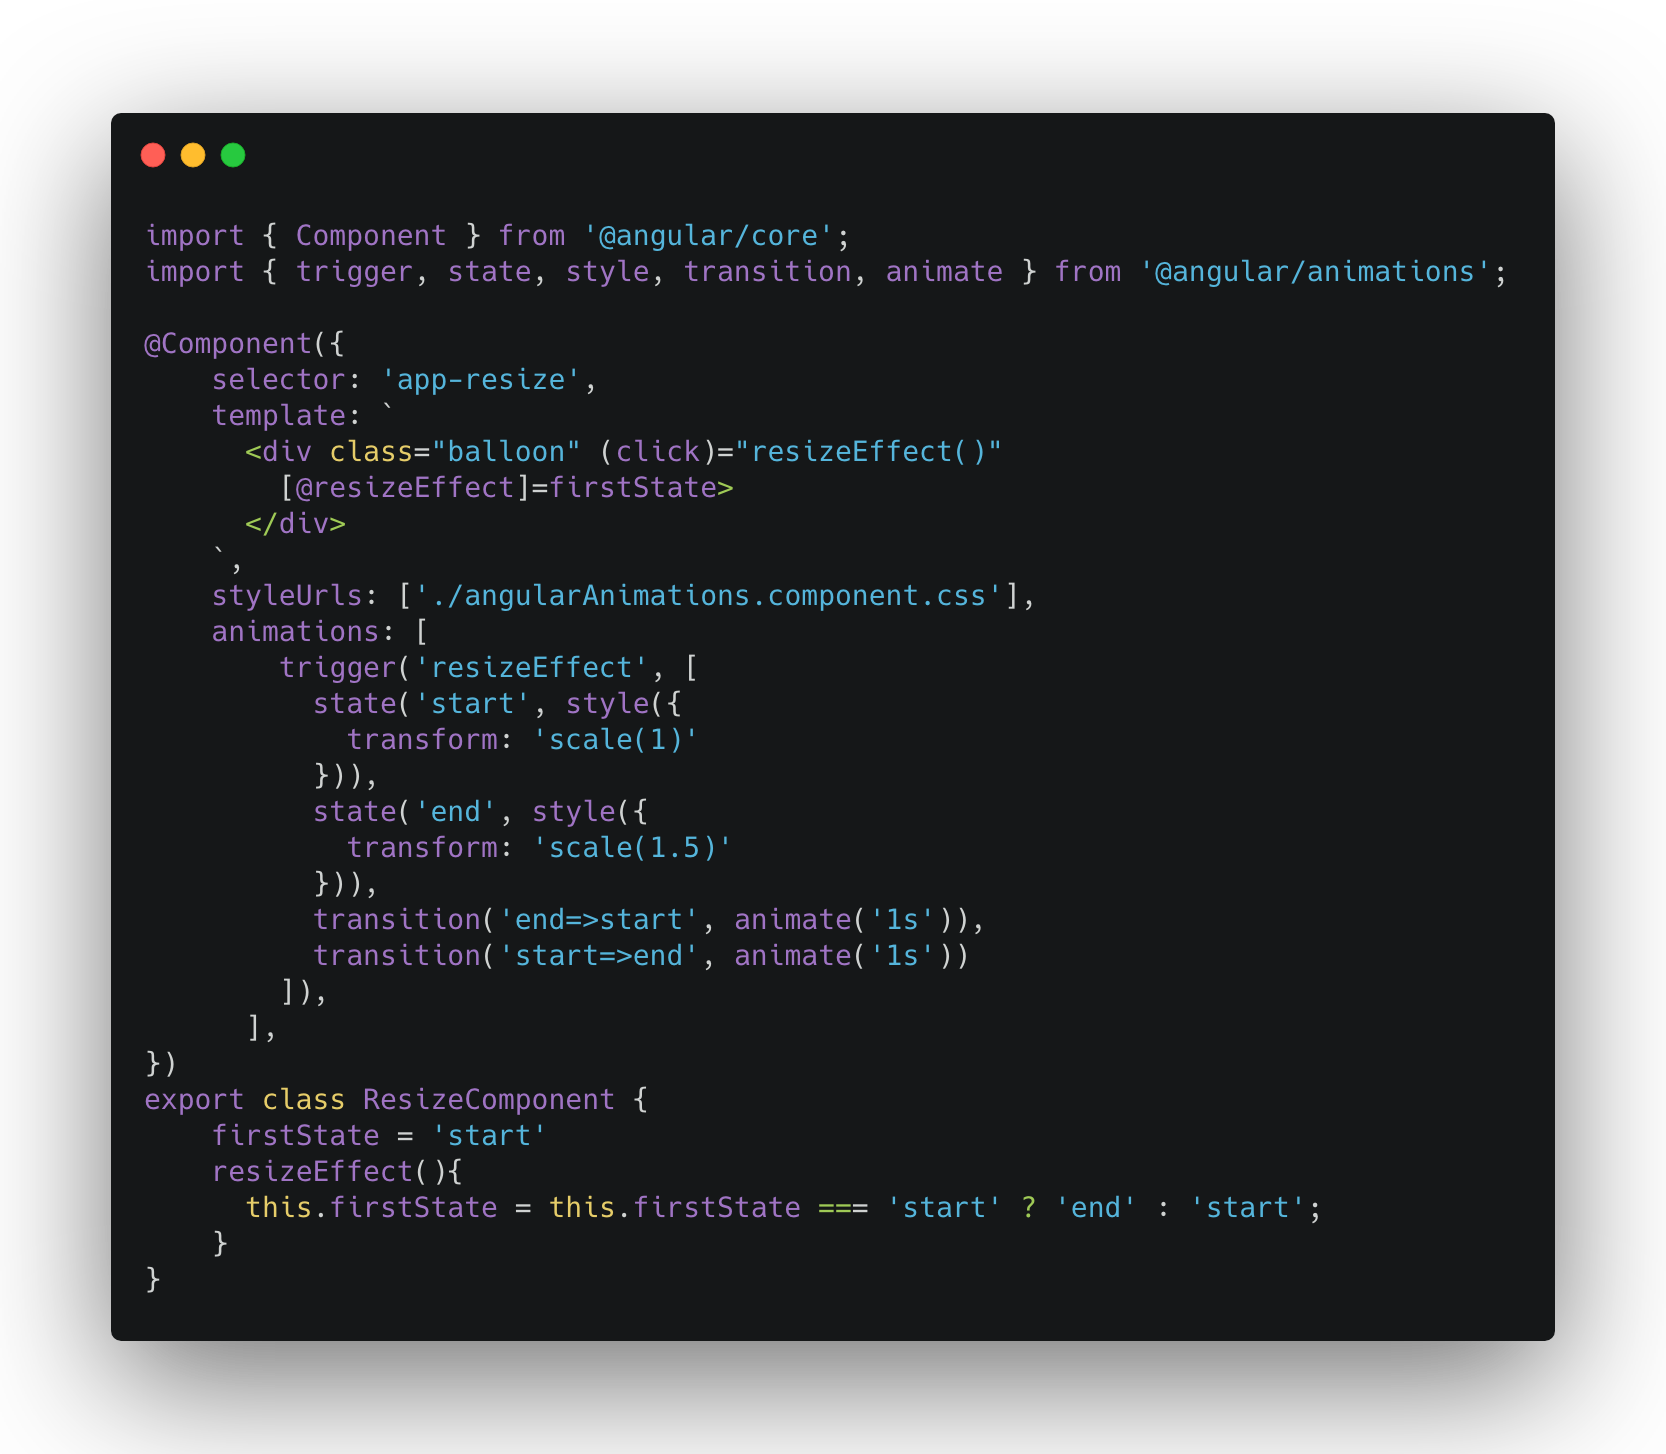 import { Component } from '@angular/core';
import { trigger, state, style, transition, animate } from '@angular/animations';

@Component({
    selector: 'app-resize',
    template: `
      <div class="balloon" (click)="resizeEffect()"
        [@resizeEffect]=firstState>
      </div>
    `,
    styleUrls: ['./angularAnimations.component.css'],
    animations: [
        trigger('resizeEffect', [
          state('start', style({
            transform: 'scale(1)'
          })),
          state('end', style({
            transform: 'scale(1.5)'
          })),
          transition('end=>start', animate('1s')),
          transition('start=>end', animate('1s'))
        ]),
      ],
})
export class ResizeComponent {
    firstState = 'start'
    resizeEffect(){
      this.firstState = this.firstState === 'start' ? 'end' : 'start';
    }
}